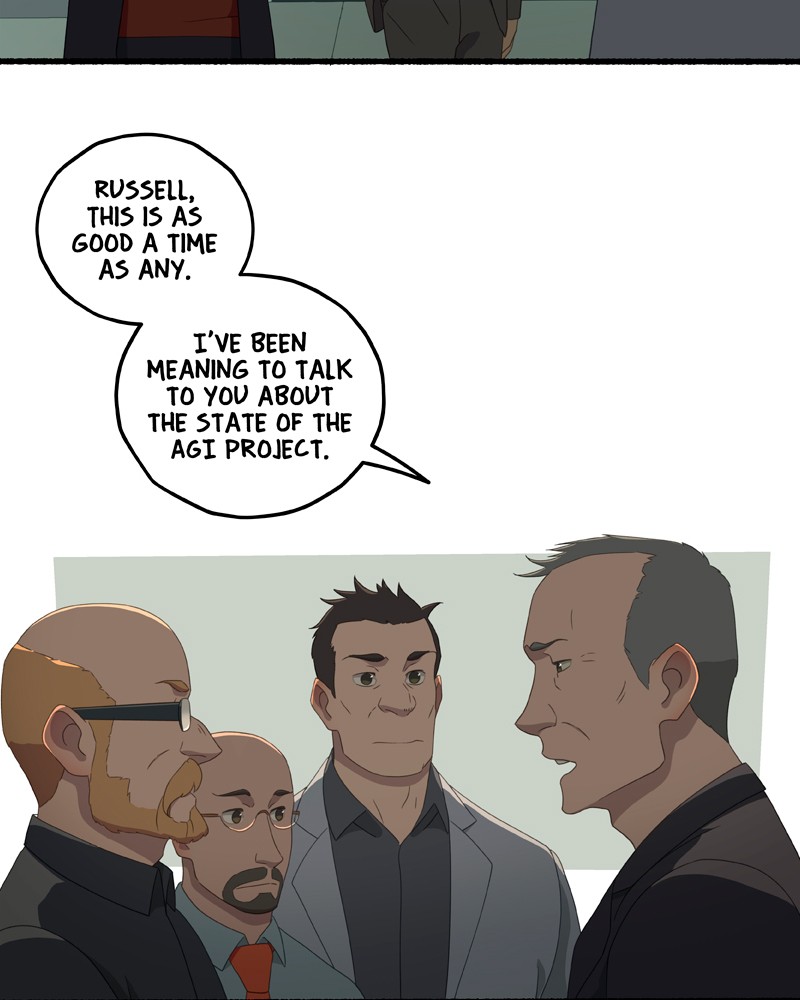 RUSSELL,
THIS IS AS
GOOD A TIME
AS ANY.
I'VE BEEN
MEANING TO TALK
TO YOU ABOUT
THE STATE OF THE
AGI PROJECT.